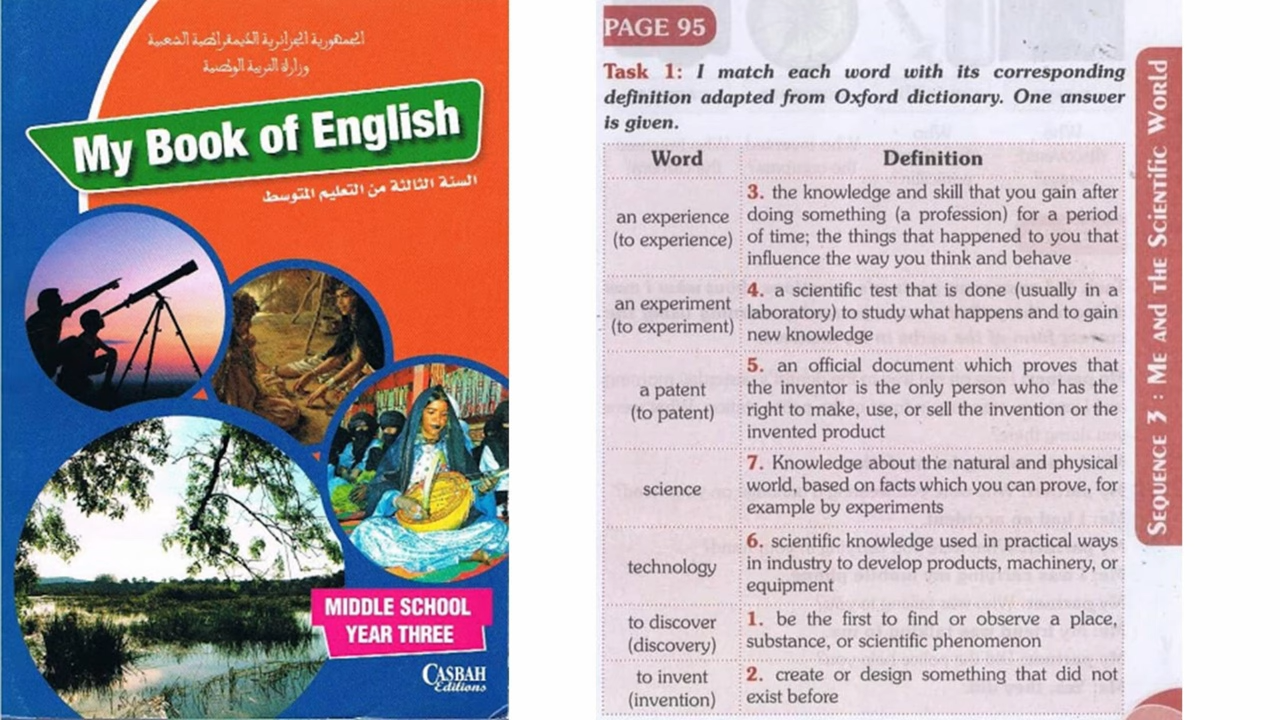 الجمهورية الجزائرية الديمقراطية الشعبية
وزارة التربية الوطنية
My Book of English
السنة الثالثة من التعليم المتوسط
MIDDLE SCHOOL
YEAR THREE
CASBAH
Editions
PAGE 95
Task 1: I match each word with its corresponding
definition adapted from Oxford dictionary. One answer
is given.
Word Definition
an experience
(to experience)
3. the knowledge and skill that you gain after
doing something (a profession) for a period
of time; the things that happened to you that
influence the way you think and behave
an experiment
(to experiment)
4. a scientific test that is done (usually in a
laboratory) to study what happens and to gain
new knowledge
a patent
(to patent)
5. an official document which proves that
the inventor is the only person who has the
right to make, use, or sell the invention or the
invented product
science
7. Knowledge about the natural and physical
world, based on facts which you can prove, for
example by experiments
technology
6. scientific knowledge used in practical ways
in industry to develop products, machinery, or
equipment
to discover
(discovery)
1. be the first to find or observe a place,
substance, or scientific phenomenon
to invent
(invention)
2. create or design something that did not
exist before
SEQUENCE 3 : ME AND THE SCIENTIFIC WORLD